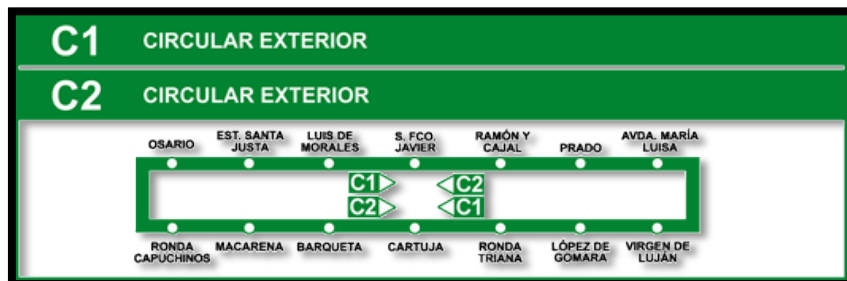 C1 CIRCULAR EXTERIOR
C2 CIRCULAR EXTERIOR
OSARIO
EST. SANTA
JUSTA
LUIS DE
MORALES
S. FCO.
JAVIER
RAMÓN Y
CAJAL
PRADO
AVDA. MARÍA
LUISA
C1 C2
C2 C1
RONDA
CAPUCHINOS
MACARENA
BARQUETA
CARTUJA
RONDA
TRIANA
LÓPEZ DE
GOMARA
VIRGEN DE
LUJÁN